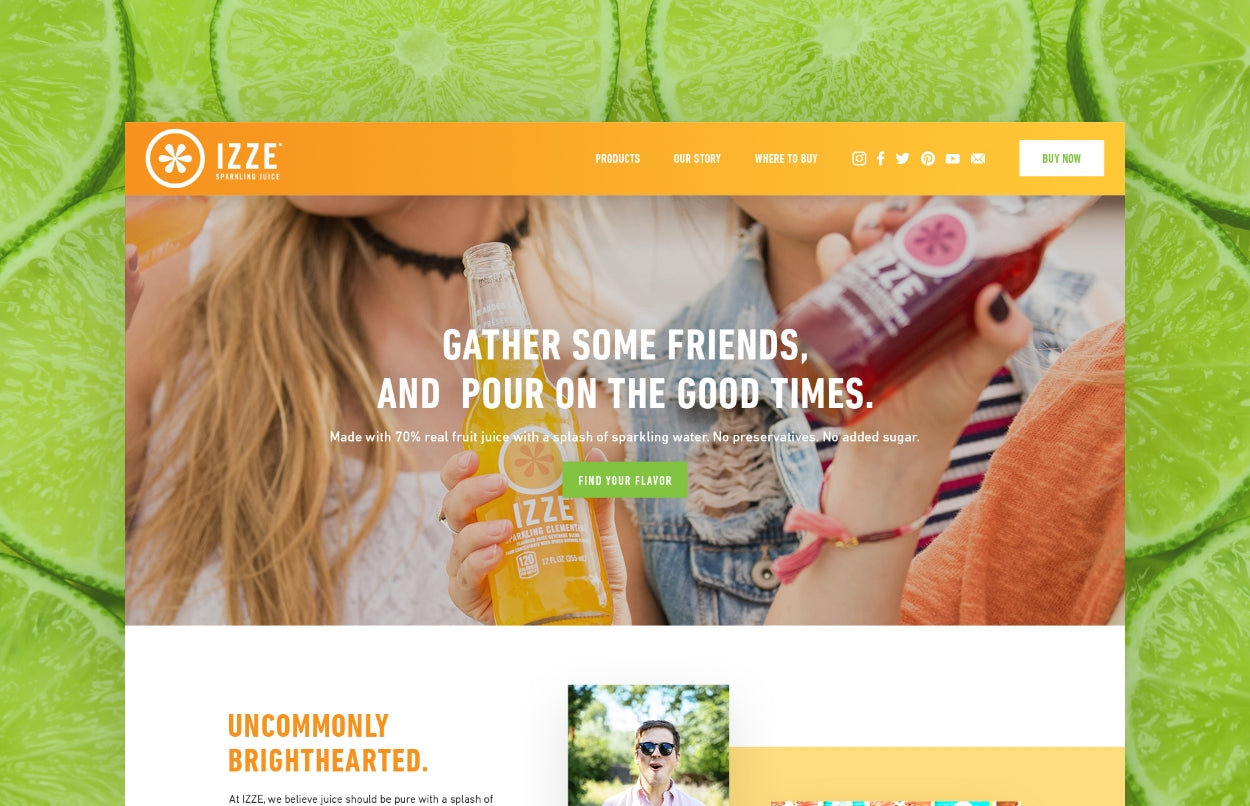 IZZE
SPARKLING JUICE
PRODUCTS
OUR STORY
WHERE TO BUY
BUY NOW
IZZE
GATHER SOME FRIENDS,
AND POUR ON THE GOOD TIMES.
Made with 70% real fruit juice with a splash of sparkling water. No preservatives. No added sugar.
FIND YOUR FLAVOR
IZZE
SPARKLING CLEMENTINE
120
12 FL OZ (355 mL)
UNCOMMONLY
BRIGHTHEARTED.
At IZZE, we believe juice should be pure with a splash of